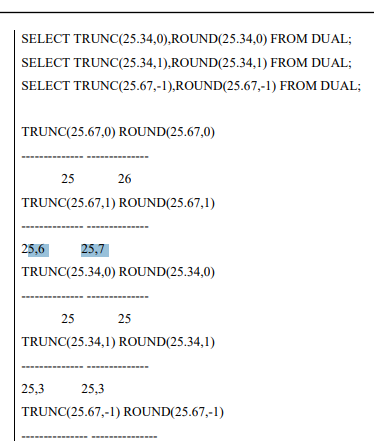 SELECT TRUNC(25.34,0),ROUND(25.34,0) FROM DUAL;
SELECT TRUNC(25.34,1),ROUND(25.34,1) FROM DUAL;
SELECT TRUNC(25.67,-1),ROUND(25.67,-1) FROM DUAL;
TRUNC(25.67,0) ROUND(25.67,0)
-------------- --------------
25 26
TRUNC(25.67,1) ROUND(25.67,1)
-------------- --------------
25,6 25,7
TRUNC(25.34,0) ROUND(25.34,0)
-------------- --------------
25 25
TRUNC(25.34,1) ROUND(25.34,1)
-------------- --------------
25,3 25,3
TRUNC(25.67,-1) ROUND(25.67,-1)
--------------- ---------------